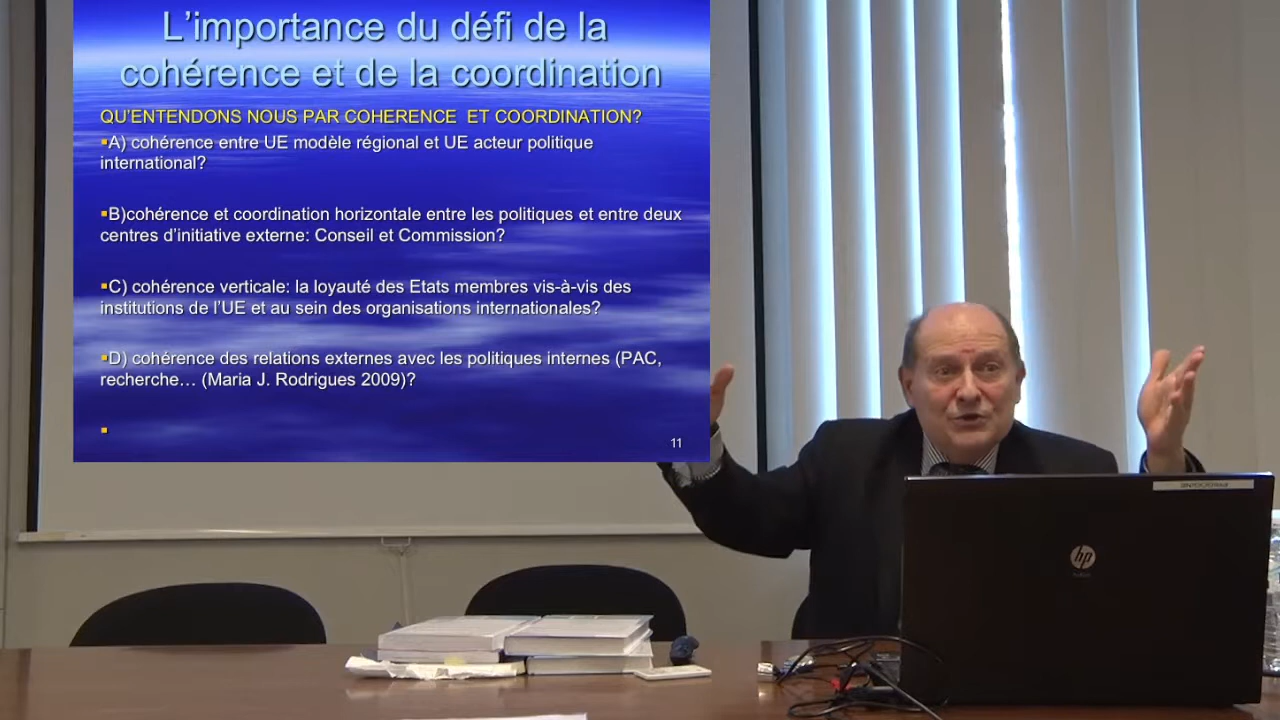 L'importance du défi de la
cohérence et de la coordination
QU'ENTENDONS NOUS PAR COHERENCE ET COORDINATION?
▪A) cohérence entre UE modèle régional et UE acteur politique
international?
▪B)cohérence et coordination horizontale entre les politiques et entre deux
centres d'initiative externe: Conseil et Commission?
▪C) cohérence verticale: la loyauté des Etats membres vis-à-vis des
institutions de l'UE et au sein des organisations internationales?
▪D) cohérence des relations externes avec les politiques internes (PAC,
recherche… (Maria J. Rodrigues 2009)?
▪
11
hp